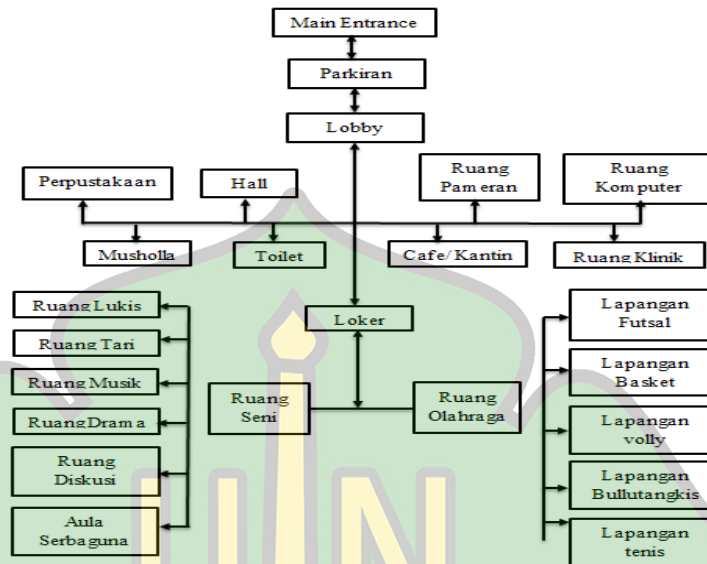 Main Entrance
Parkiran
Lobby
Perpustakaan
Hall
Ruang
Pameran
Ruang
Komputer
Musholla
Toilet
Cafe/Kantin
Ruang Klinik
Ruang Lukis
Ruang Tari
Ruang Musik
Ruang Drama
Ruang
Diskusi
Aula
Serbaguna
Loker
Ruang
Seni
Ruang
Olahraga
Lapangan
Futsal
Lapangan
Basket
Lapangan
volly
Lapangan
Bullutangkis
Lapangan
tenis
UIN